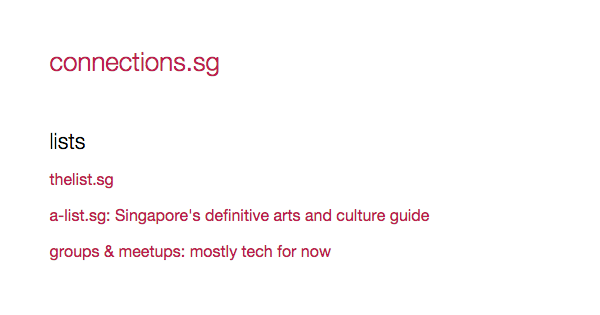 connections.sg
lists
thelist.sg
a-list.sg: Singapore's definitive arts and culture guide
groups & meetups: mostly tech for now